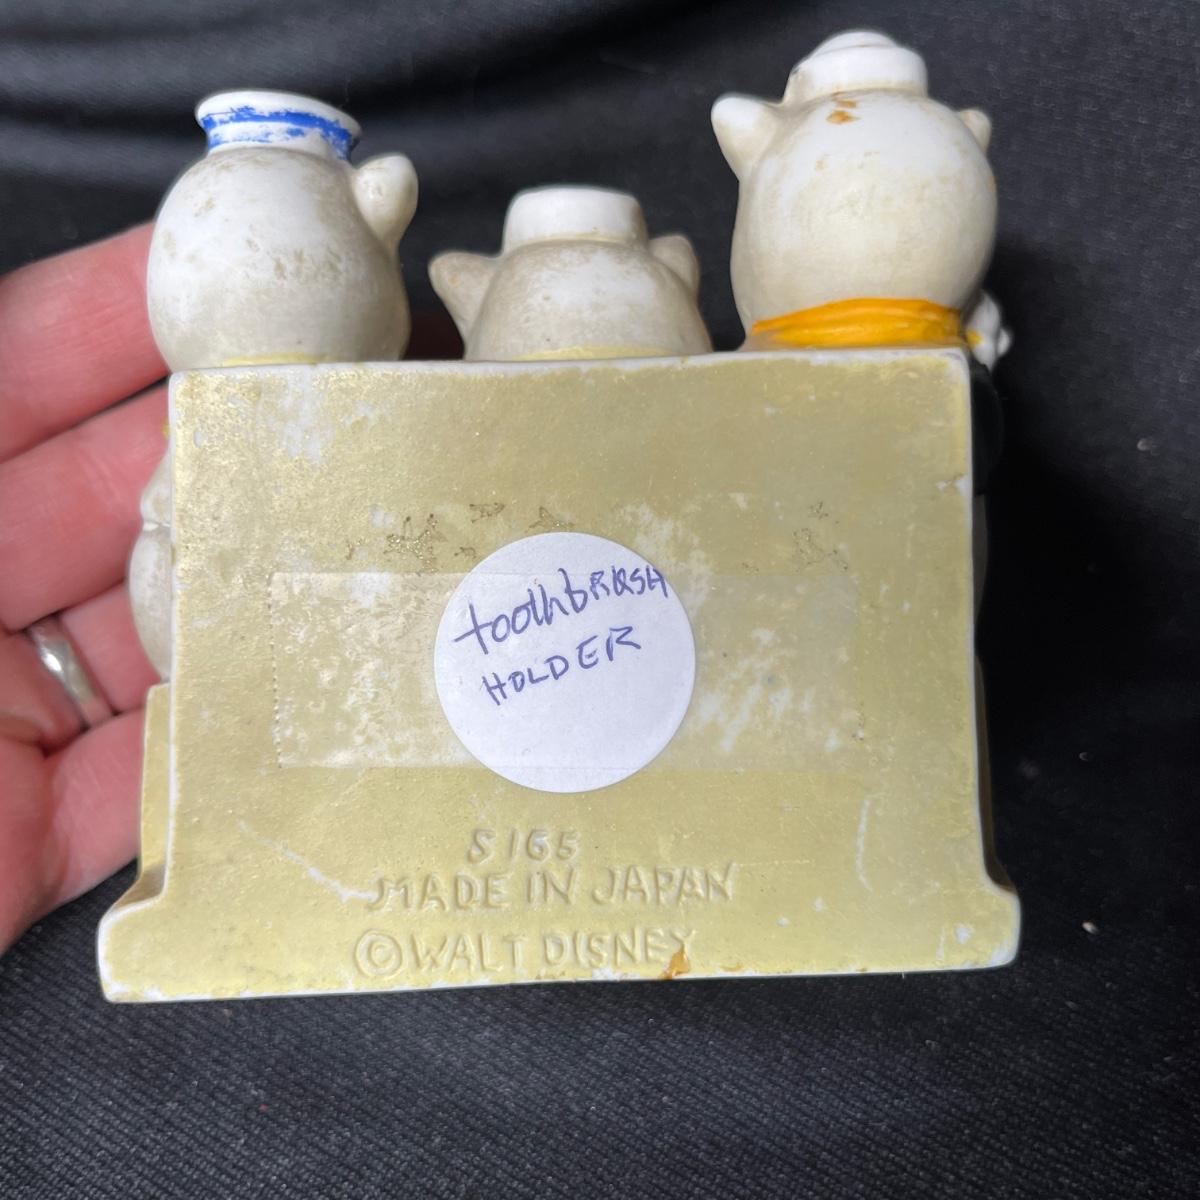 toothbRUSH
HOLDER
S165
MADE IN JAPAN
©WALT DISNEY